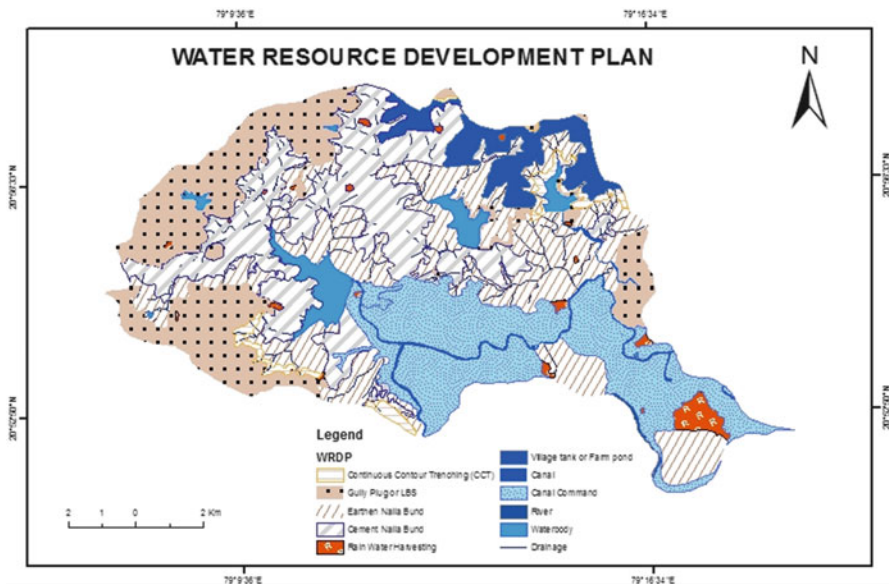 79° 9'36"E 79° 16'34"E
WATER RESOURCE DEVELOPMENT PLAN
N
Legend
WRDP
Continuous Contour Trenching (CCT)
Gully Plug or LBS
Earthen Nalla Bund
Cement Nalla Bund
Rain Water Harvesting
Village tank or Farm pond
Canal
Canal Command
River
Waterbody
Drainage
2 1 0 2 Km
79° 9'36"E 79° 16'34"E